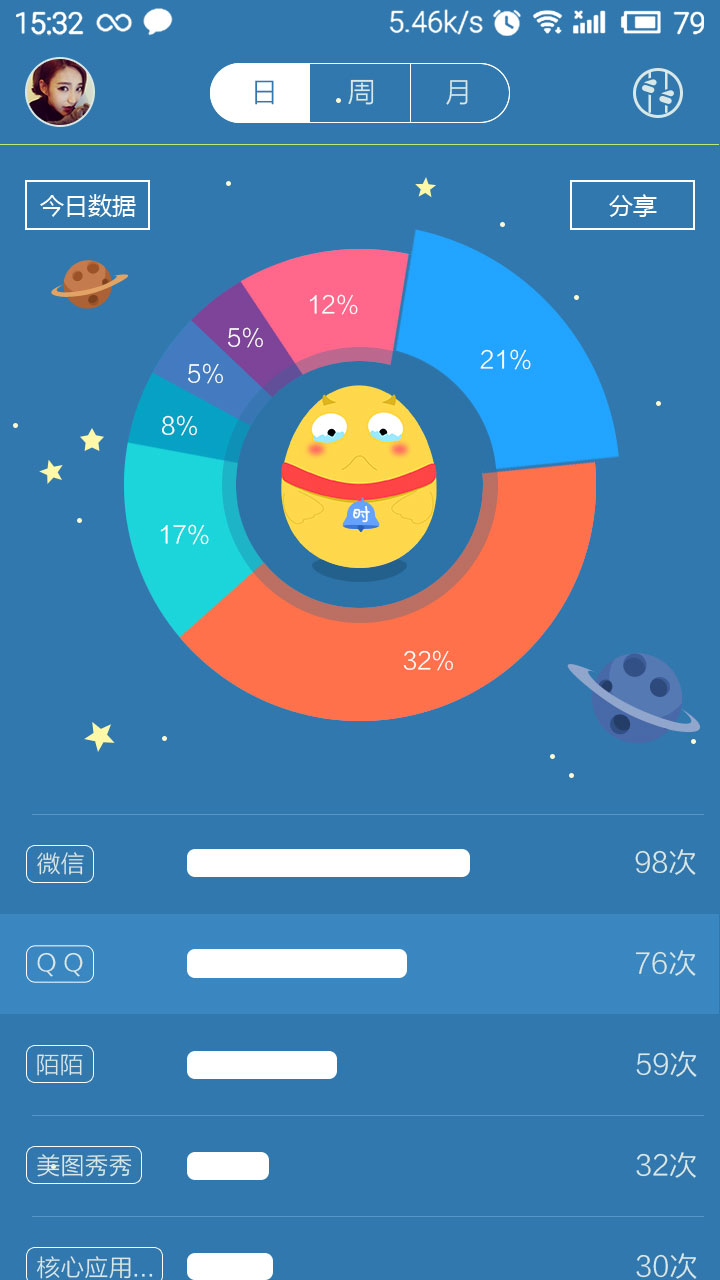 15:32 5.46k/s 79
日 周 月
今日数据 分享
12%
21%
5%
5%
8%
17%
32%
时
微信 98次
Q Q 76次
陌陌 59次
美图秀秀 32次
核心应用... 30次